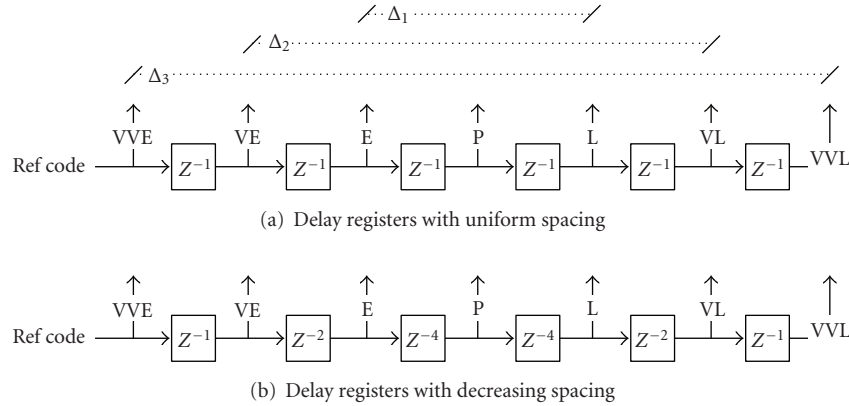 Δ₁
Δ₂
Δ₃
VVE VE E P L VL VVL
Ref code Z⁻¹ Z⁻¹ Z⁻¹ Z⁻¹ Z⁻¹ Z⁻¹
(a) Delay registers with uniform spacing
VVE VE E P L VL VVL
Ref code Z⁻¹ Z⁻² Z⁻⁴ Z⁻⁴ Z⁻² Z⁻¹
(b) Delay registers with decreasing spacing